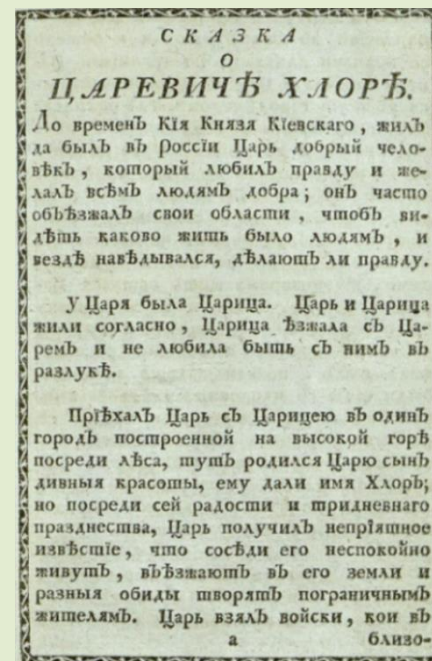 СКАЗКА
О
ЦАРЕВИЧѢ ХЛОРѢ.
До временъ Кія Князя Кіевскаго, жилъ
да былъ въ Россіи Царь добрый чело-
вѣкъ, который любилъ правду и же-
лалъ всѣмъ людямъ добра; онъ часто
объѣзжалъ свои области, чтобъ ви-
дѣть каково жить было людямъ, и
вездѣ навѣдывался, дѣлаютъ ли правду.
У Царя была Царица. Царь и Царица
жили согласно, Царица ѣзжала съ Ца-
ремъ и не любила быть съ нимъ въ
разлукѣ.
Пріѣхалъ Царь съ Царицею въ одинъ
городъ построенной на высокой горѣ
посреди лѣса, тутъ родился Царю сынъ
дивныя красоты, ему дали имя Хлоръ;
но посреди сей радости и тридневнаго
празднества, Царь получилъ непріятное
извѣстіе, что сосѣди его неспокойно
живутъ, въѣзжаютъ въ его земли и
разныя обиды творятъ пограничнымъ
жителямъ. Царь взялъ войски, кои въ
а близо-